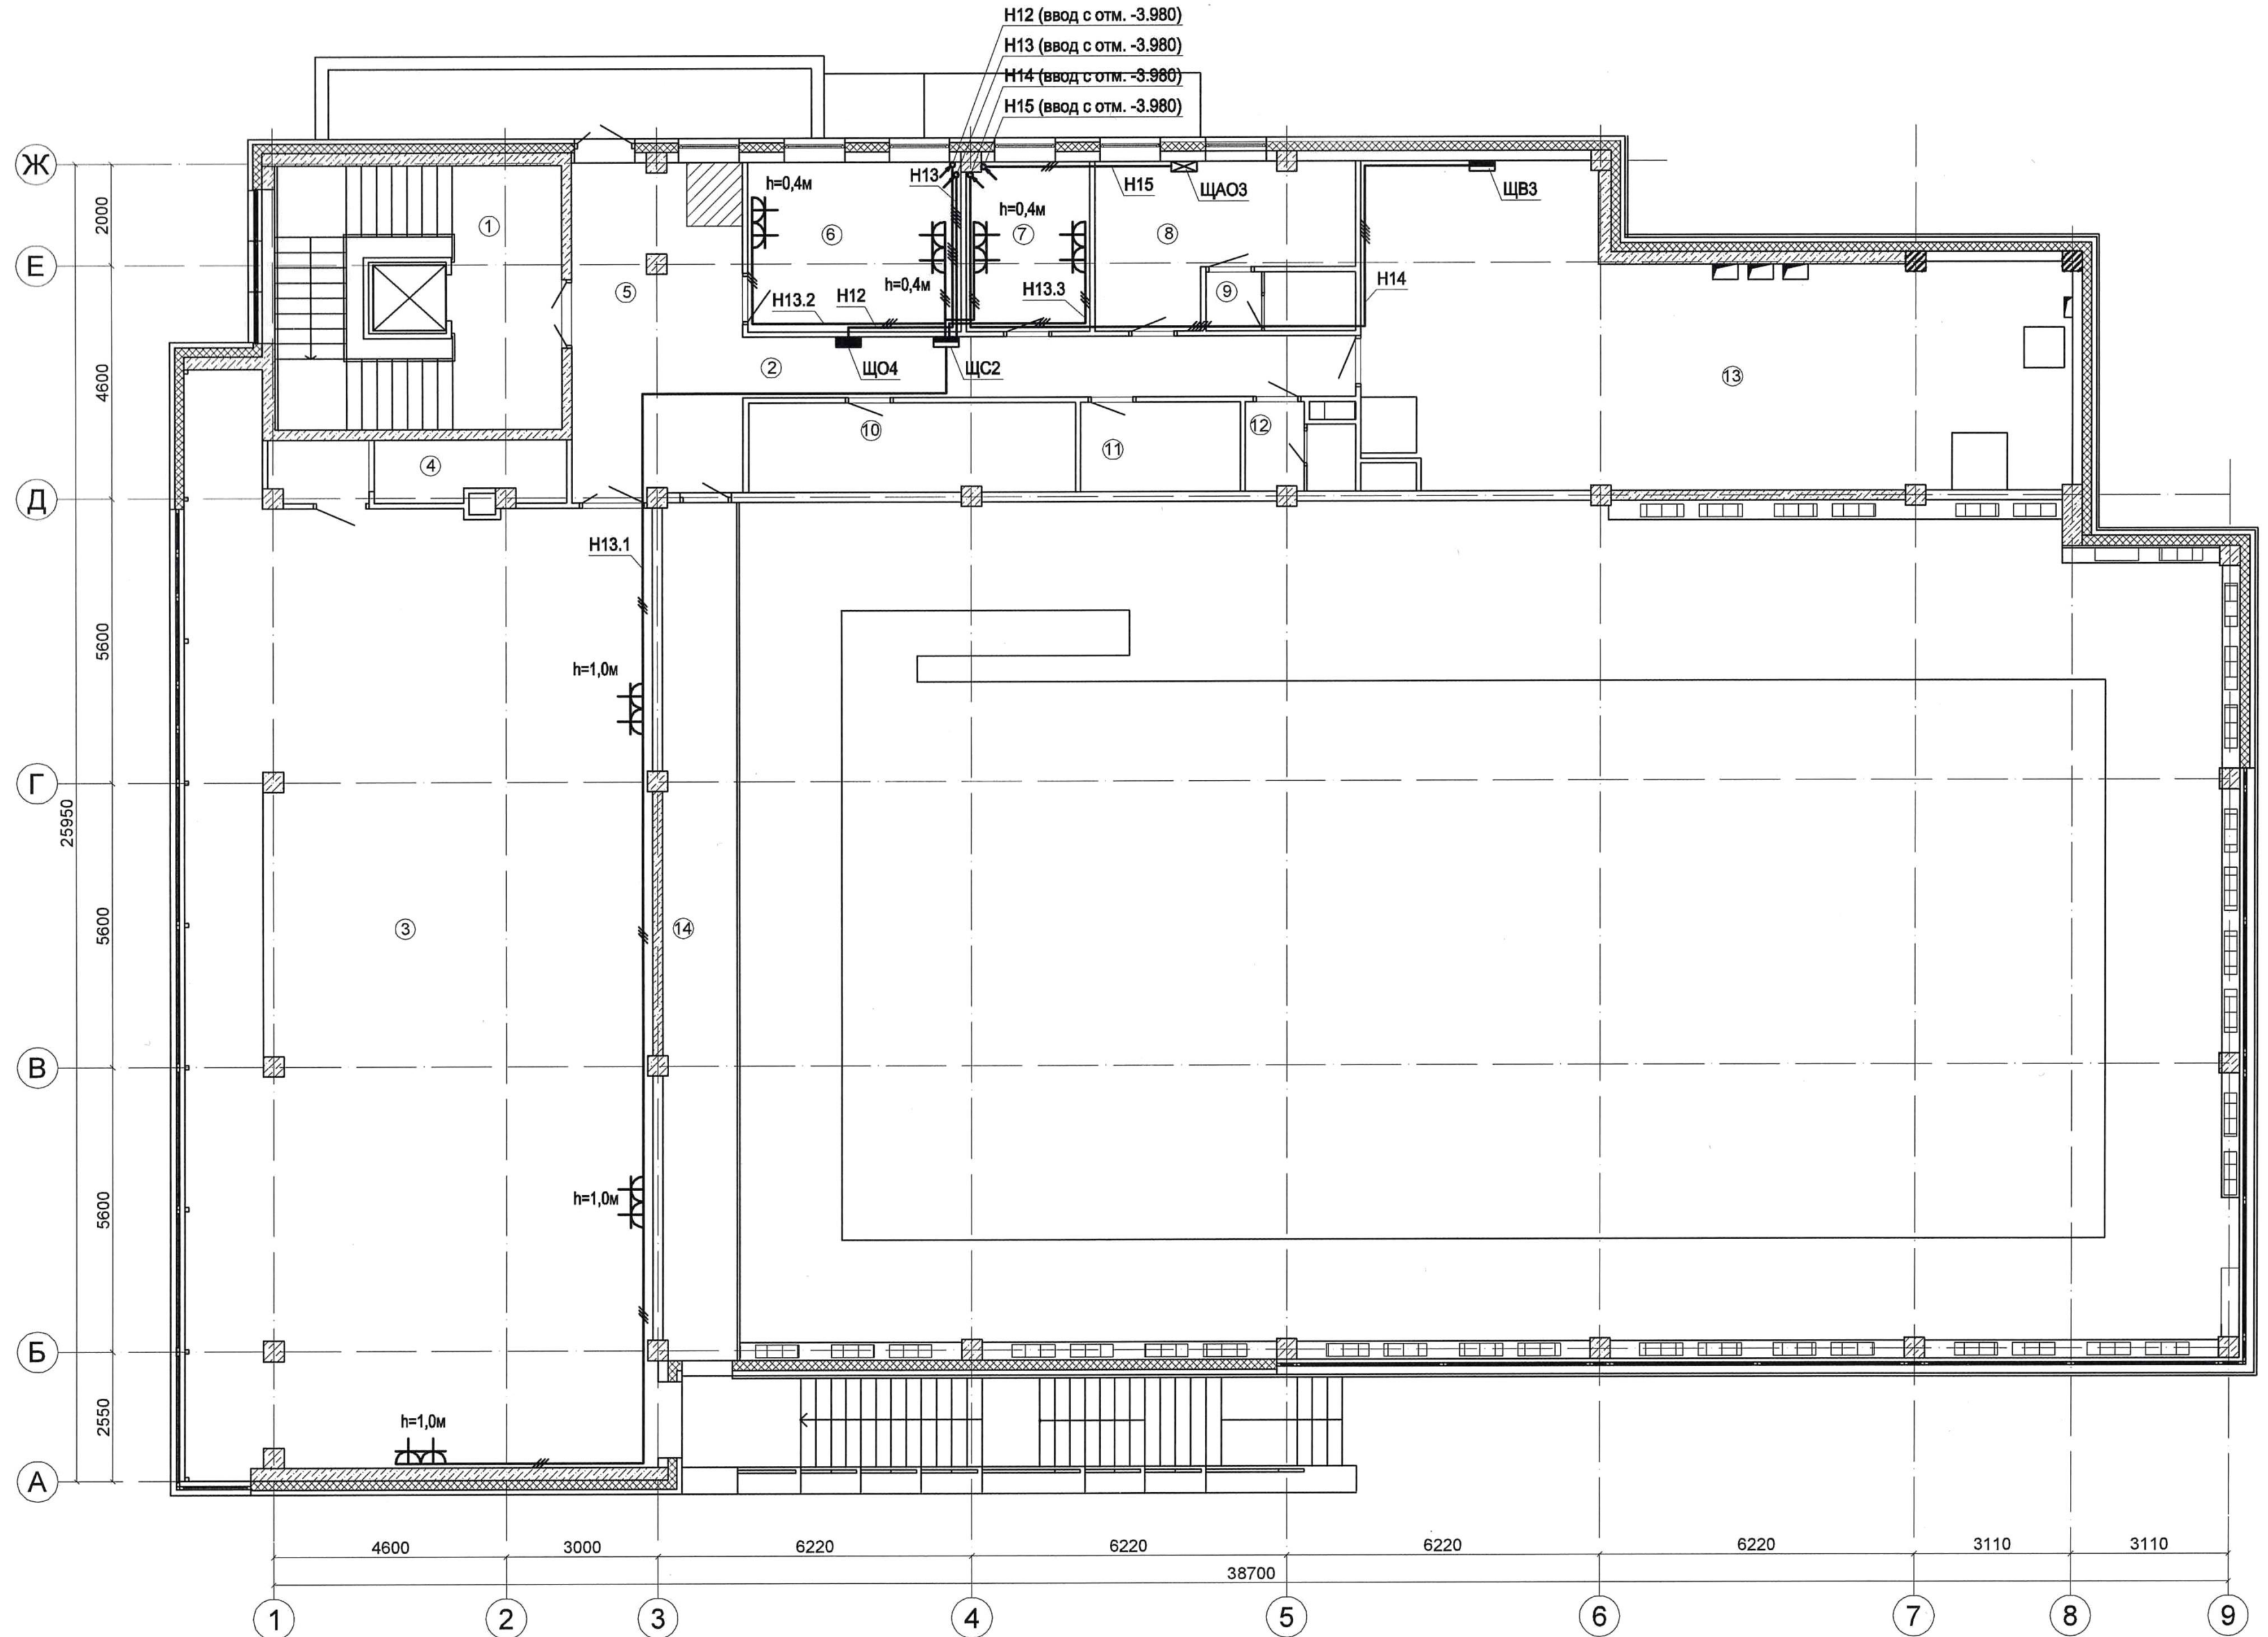 Н12 (ввод с отм. -3.980)
Н13 (ввод с отм. -3.980)
Н14 (ввод с отм. -3.980)
Н15 (ввод с отм. -3.980)
Ж
2000
1
h=0,4м
6
Н13
h=0,4м
7
Н15
ЩАО3
8
ЩВ3
Е
5
Н13.2
Н12
h=0,4м
Н13.3
9
Н14
4600
2
ЩО4
ЩС2
13
4
10
11
12
Д
Н13.1
5600
h=1,0м
Г
25950
5600
3
14
В
5600
h=1,0м
Б
2550
h=1,0м
А
4600
3000
6220
6220
6220
6220
3110
3110
38700
1
2
3
4
5
6
7
8
9